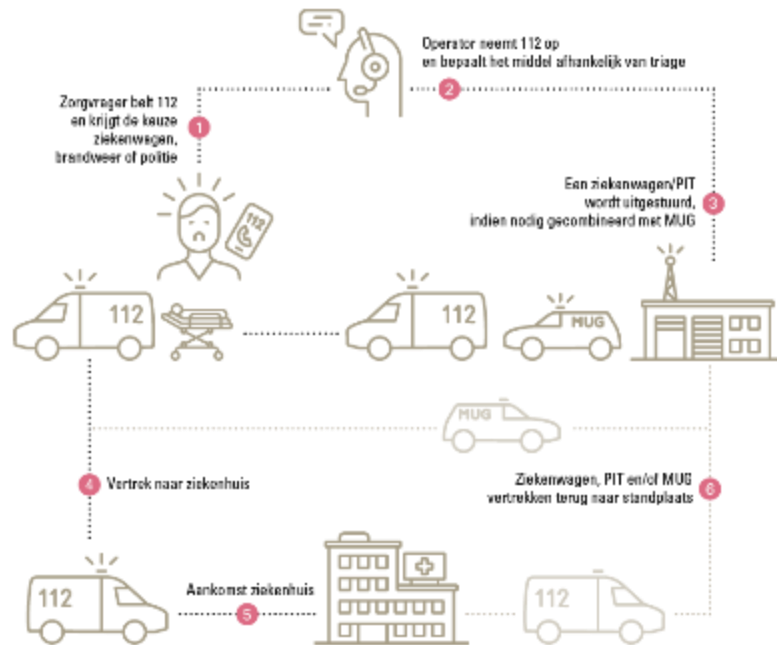 Operator neemt 112 op
en bepaalt het middel afhankelijk van triage
2
Zorgvrager belt 112
en krijgt de keuze
ziekenwagen,
brandweer of politie
1
Een ziekenwagen/PIT
wordt uitgestuurd,
indien nodig gecombineerd met MUG
3
112
112
112
MUG
MUG
4
Vertrek naar ziekenhuis
Ziekenwagen, PIT en/of MUG
vertrekken terug naar standplaats
6
112
Aankomst ziekenhuis
5
112